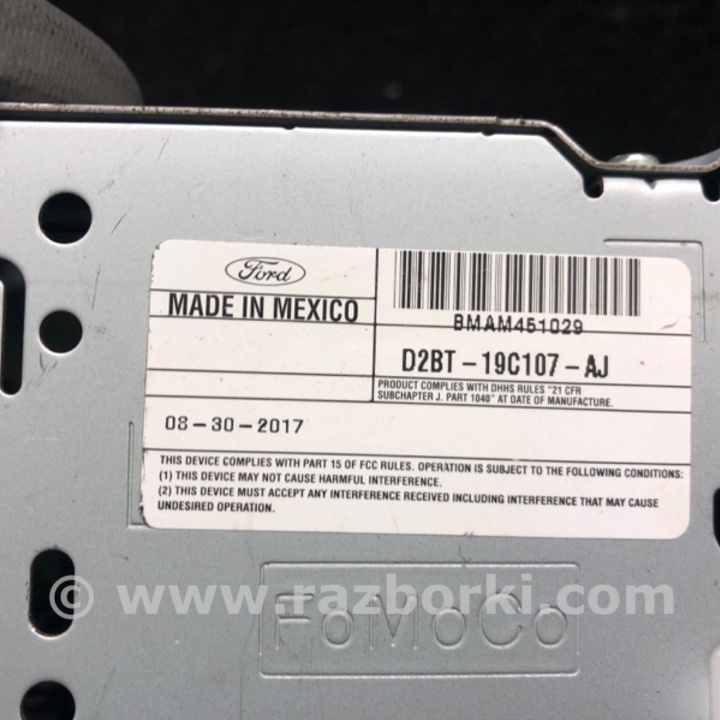 Ford
MADE IN MEXICO
BMAM451029
D2BT-19C107-AJ
PRODUCT COMPLIES WITH DHHS RULES "21 CFR
SUBCHAPTER J. PART 1040" AT DATE OF MANUFACTURE.
08-30-2017
THIS DEVICE COMPLIES WITH PART 15 OF FCC RULES. OPERATION IS SUBJECT TO THE FOLLOWING CONDITIONS:
(1) THIS DEVICE MAY NOT CAUSE HARMFUL INTERFERENCE.
(2) THIS DEVICE MUST ACCEPT ANY INTERFERENCE RECEIVED INCLUDING INTERFERENCE THAT MAY CAUSE
UNDESIRED OPERATION.
© www.razborki.com
FoMoCo